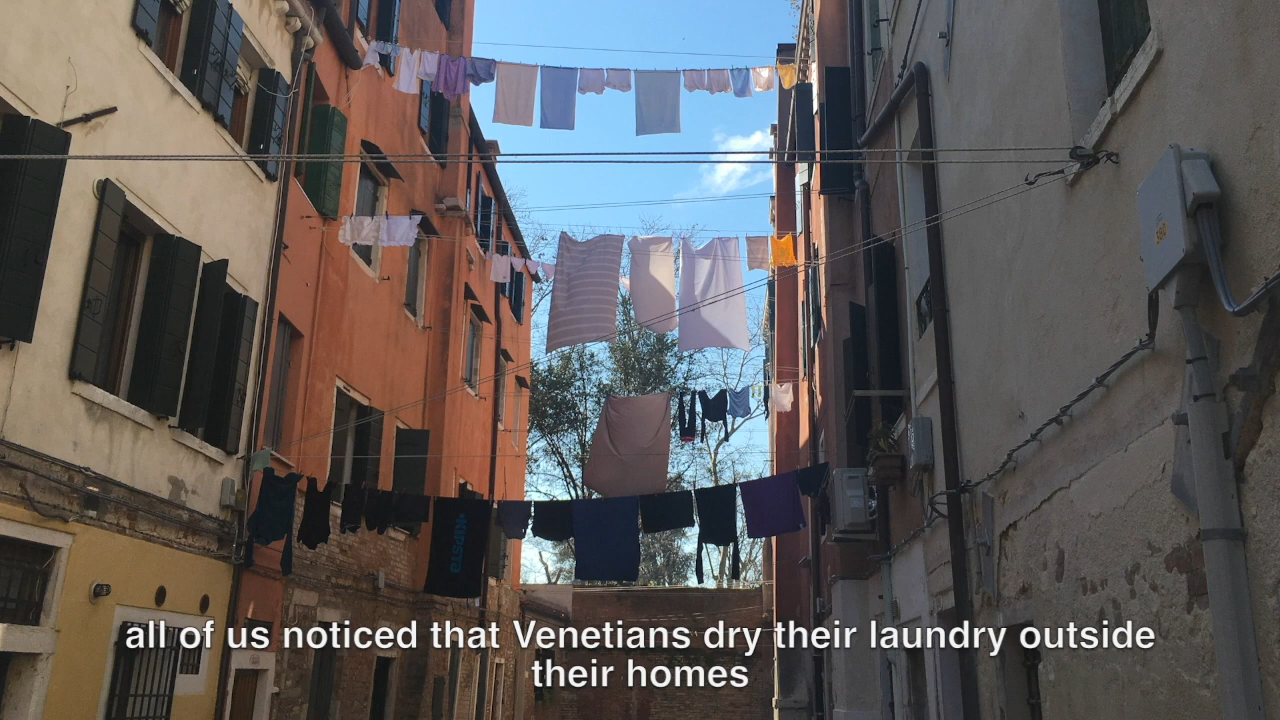 all of us noticed that Venetians dry their laundry outside
their homes